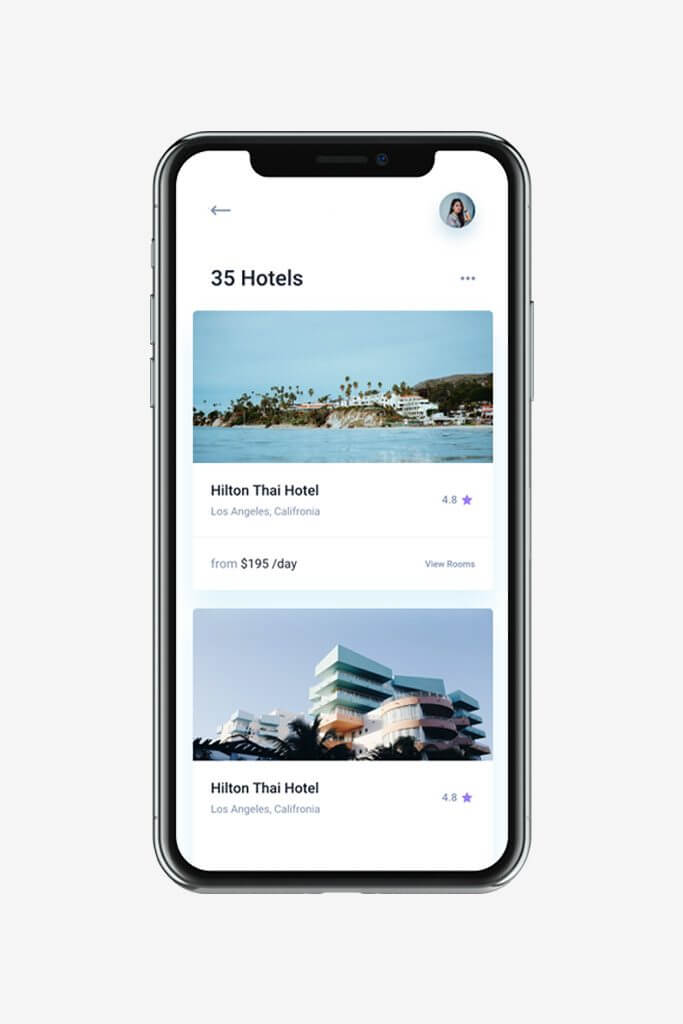 35 Hotels
Hilton Thai Hotel
4.8
Los Angeles, Califronia
from $195 /day
View Rooms
Hilton Thai Hotel
4.8
Los Angeles, Califronia